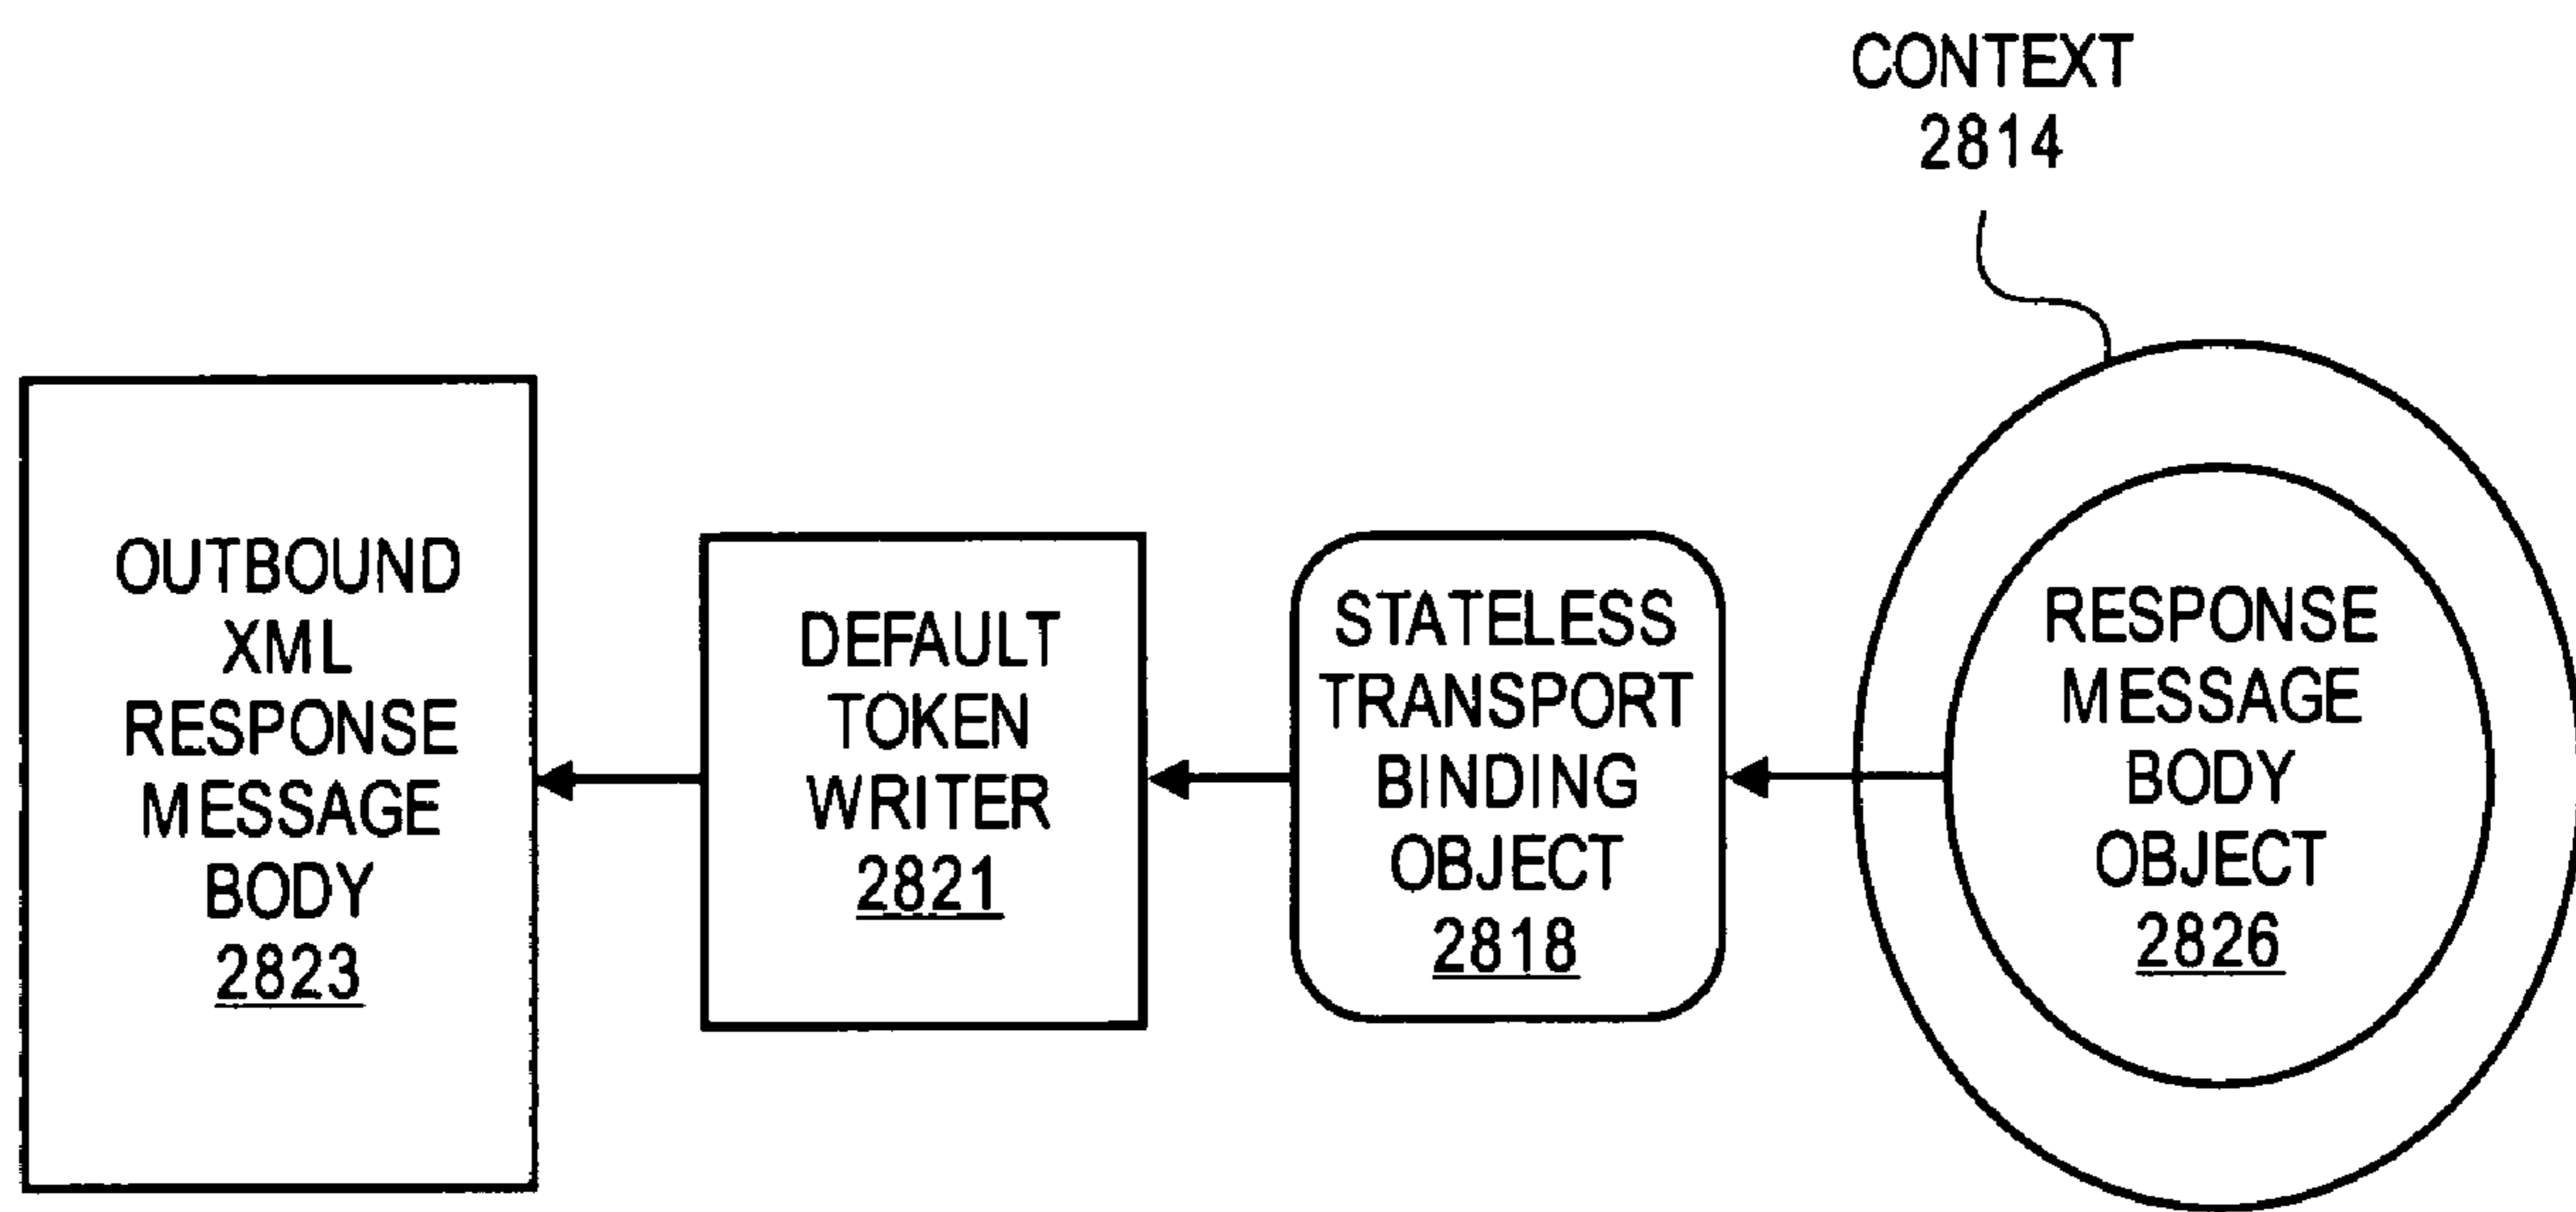 CONTEXT
2814
OUTBOUND
XML
RESPONSE
MESSAGE
BODY
2823
DEFAULT
TOKEN
WRITER
2821
STATELESS
TRANSPORT
BINDING
OBJECT
2818
RESPONSE
MESSAGE
BODY
OBJECT
2826